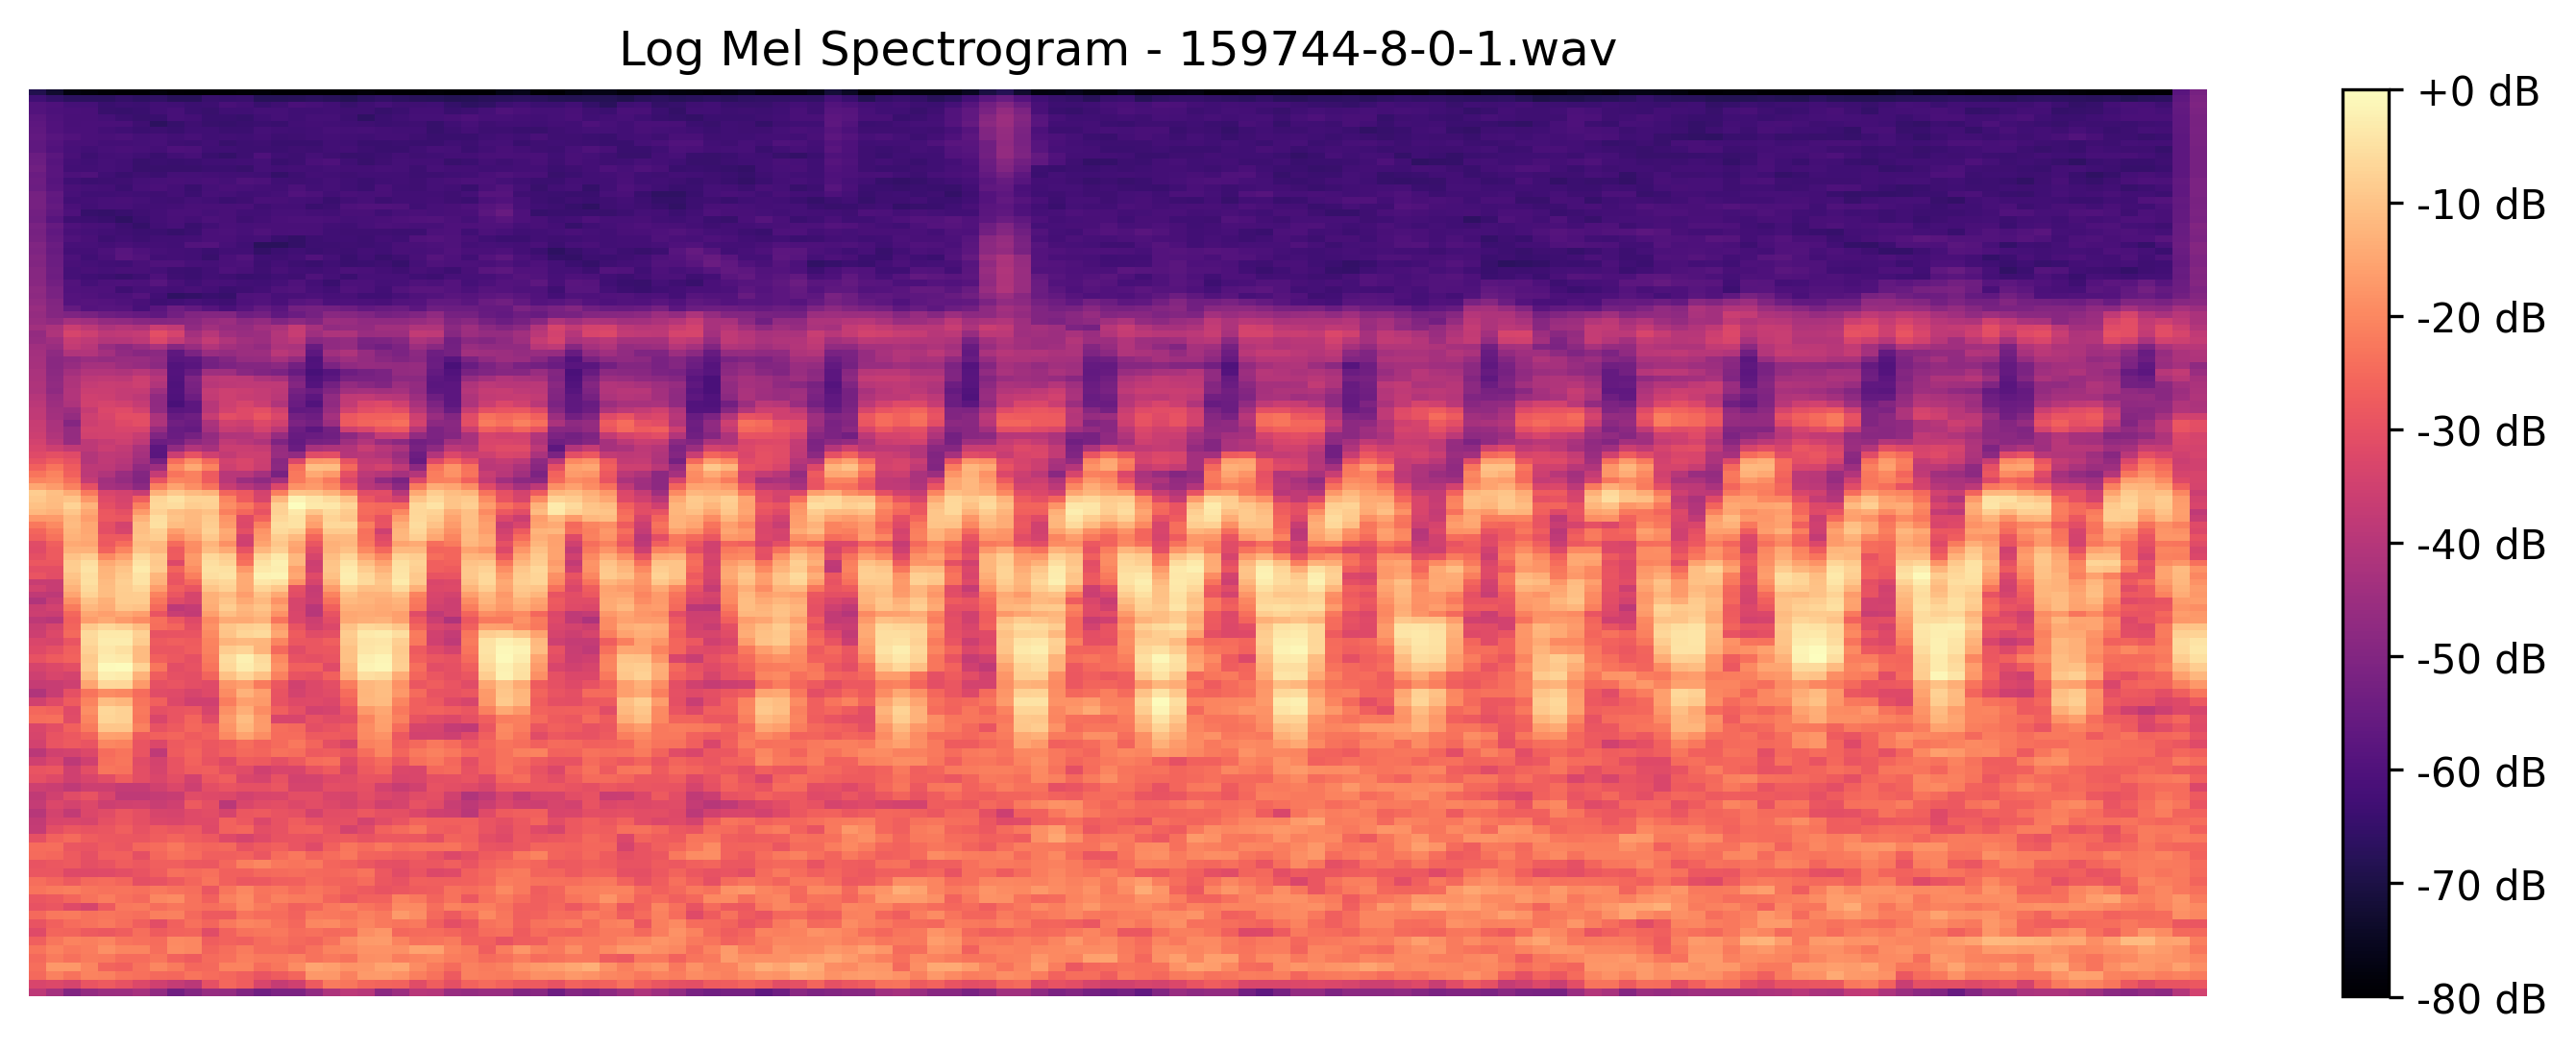 Log Mel Spectrogram - 159744-8-0-1.wav
+0 dB
-10 dB
-20 dB
-30 dB
-40 dB
-50 dB
-60 dB
-70 dB
-80 dB